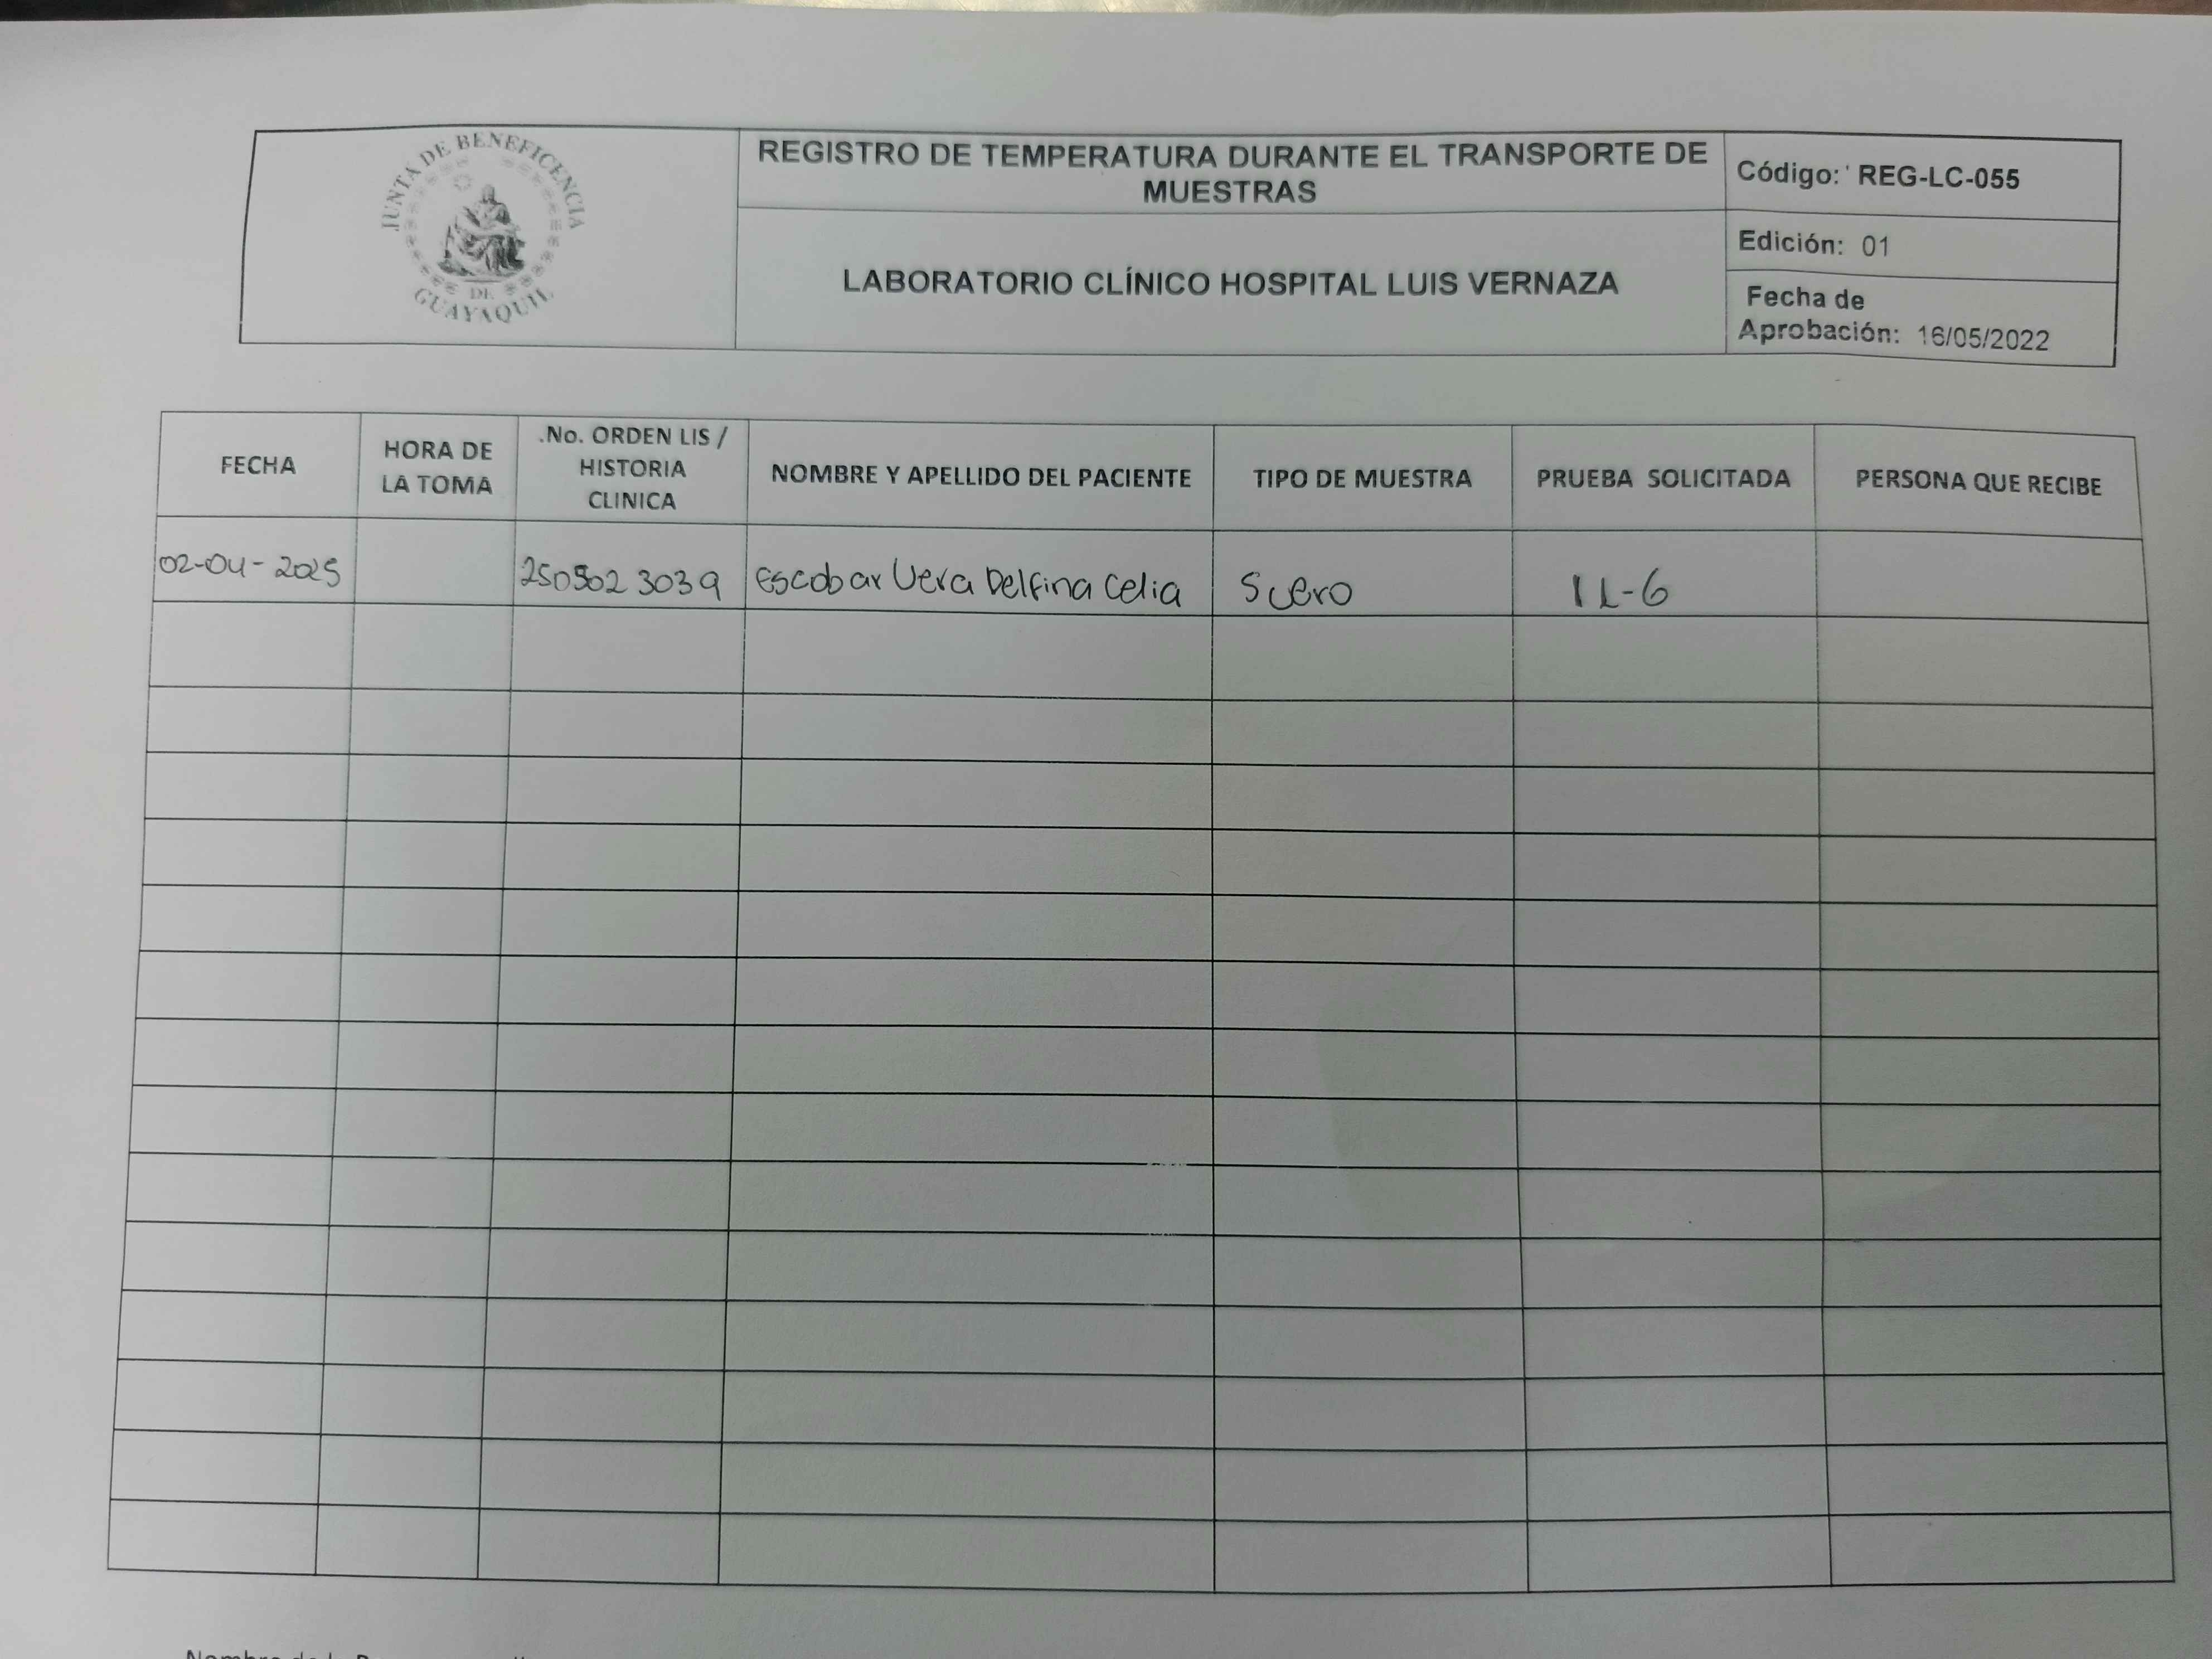 JUNTA DE BENEFICENCIA
DE
GUAYAQUIL
REGISTRO DE TEMPERATURA DURANTE EL TRANSPORTE DE
MUESTRAS
LABORATORIO CLÍNICO HOSPITAL LUIS VERNAZA
Código: REG-LC-055
Edición: 01
Fecha de
Aprobación: 16/05/2022
FECHA
HORA DE
LA TOMA
.No. ORDEN LIS /
HISTORIA
CLINICA
NOMBRE Y APELLIDO DEL PACIENTE
TIPO DE MUESTRA
PRUEBA SOLICITADA
PERSONA QUE RECIBE
02-04-2025
2505023039
Escobar Vera Delfina Celia
Suero
IL-6